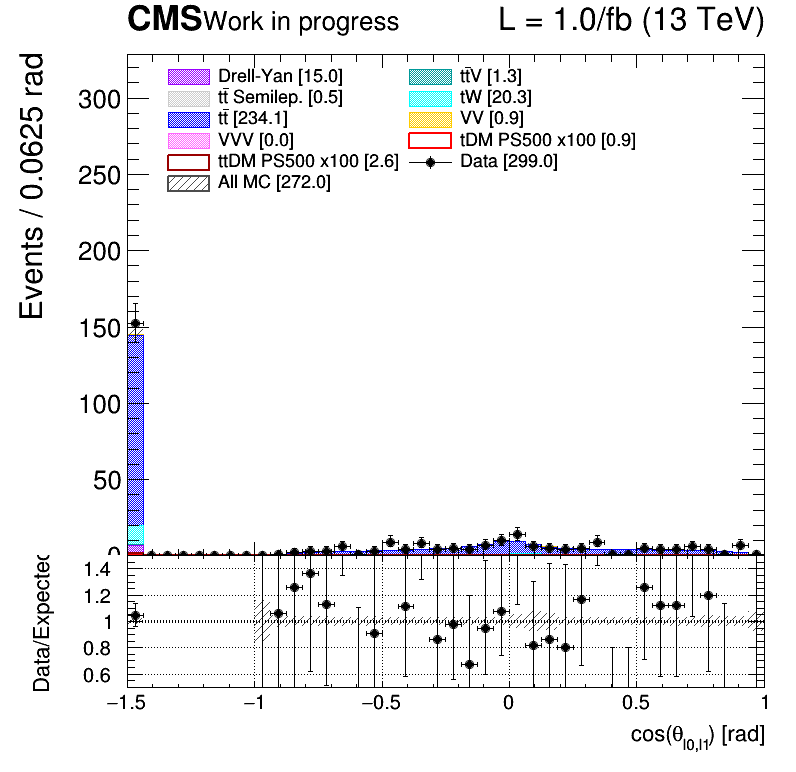 CMS Work in progress L = 1.0/fb (13 TeV)
Events / 0.0625 rad
300
250
200
150
100
50
0
Drell-Yan [15.0]
tt̄ Semilep. [0.5]
tt̄ [234.1]
VVV [0.0]
ttDM PS500 x100 [2.6]
All MC [272.0]
tt̄V [1.3]
tW [20.3]
VV [0.9]
tDM PS500 x100 [0.9]
Data [299.0]
Data/Expected
1.4
1.2
1
0.8
0.6
−1.5 −1 −0.5 0 0.5 1
cos(θl0,l1) [rad]